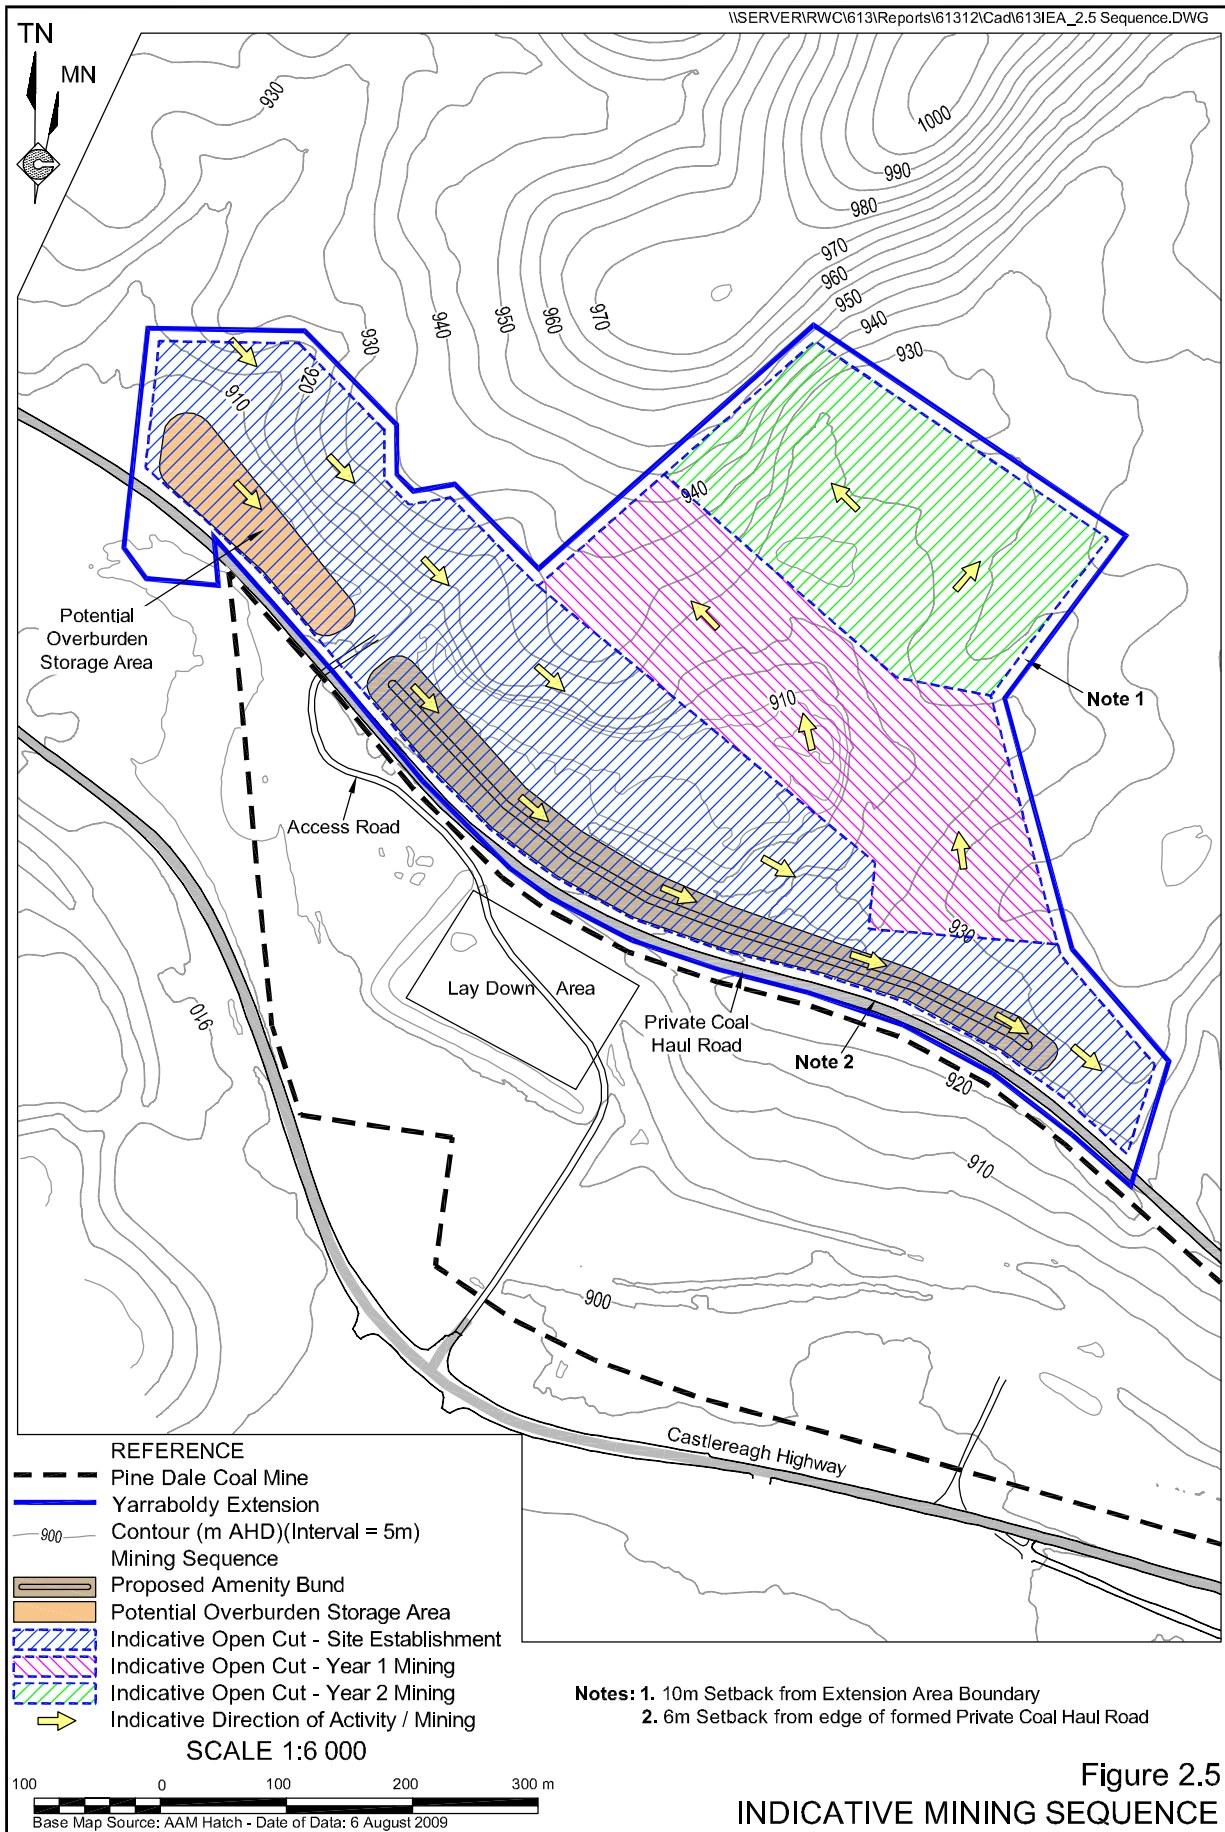 \\SERVER\RWC\613\Reports\61312\Cad\613IEA_2.5 Sequence.DWG
TN
MN
930
1000
990
980
970
960
950
940
930
940
950
960
970
930
920
910
940
910
930
920
910
900
910
Potential
Overburden
Storage Area
Access Road
Lay Down Area
Private Coal
Haul Road
Note 1
Note 2
Castlereagh Highway
REFERENCE
Pine Dale Coal Mine
Yarraboldy Extension
900 Contour (m AHD)(Interval = 5m)
Mining Sequence
Proposed Amenity Bund
Potential Overburden Storage Area
Indicative Open Cut - Site Establishment
Indicative Open Cut - Year 1 Mining
Indicative Open Cut - Year 2 Mining
Indicative Direction of Activity / Mining
SCALE 1:6 000
100 0 100 200 300 m
Base Map Source: AAM Hatch - Date of Data: 6 August 2009
Notes: 1. 10m Setback from Extension Area Boundary
2. 6m Setback from edge of formed Private Coal Haul Road
Figure 2.5
INDICATIVE MINING SEQUENCE